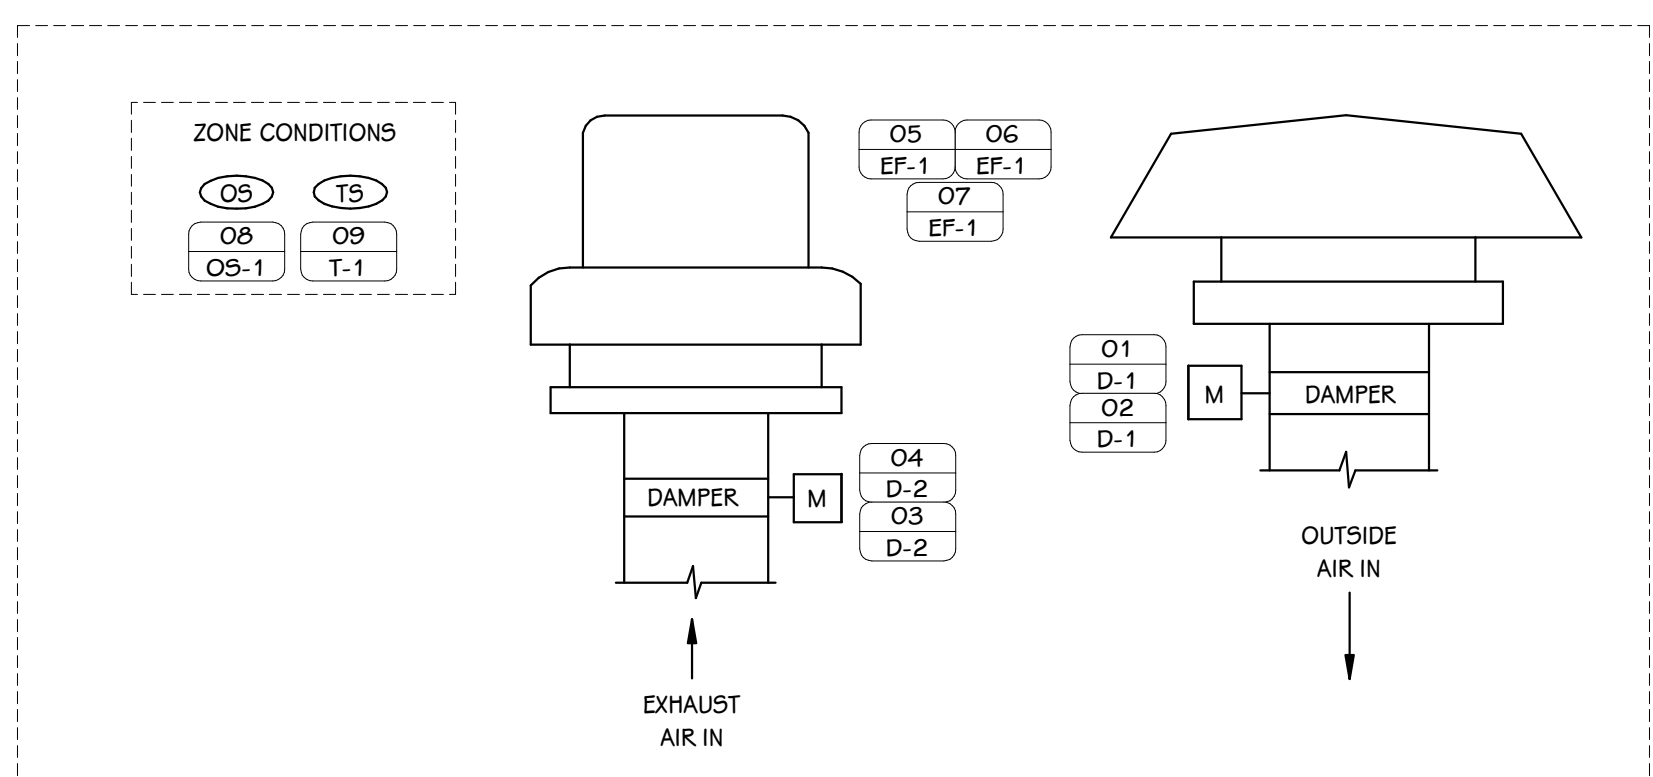 ZONE CONDITIONS
OS TS
08 09
OS-1 T-1
05 06
EF-1 EF-1
07
EF-1
01
D-1
02
D-1
M
DAMPER
04
D-2
03
D-2
DAMPER
M
OUTSIDE
AIR IN
EXHAUST
AIR IN